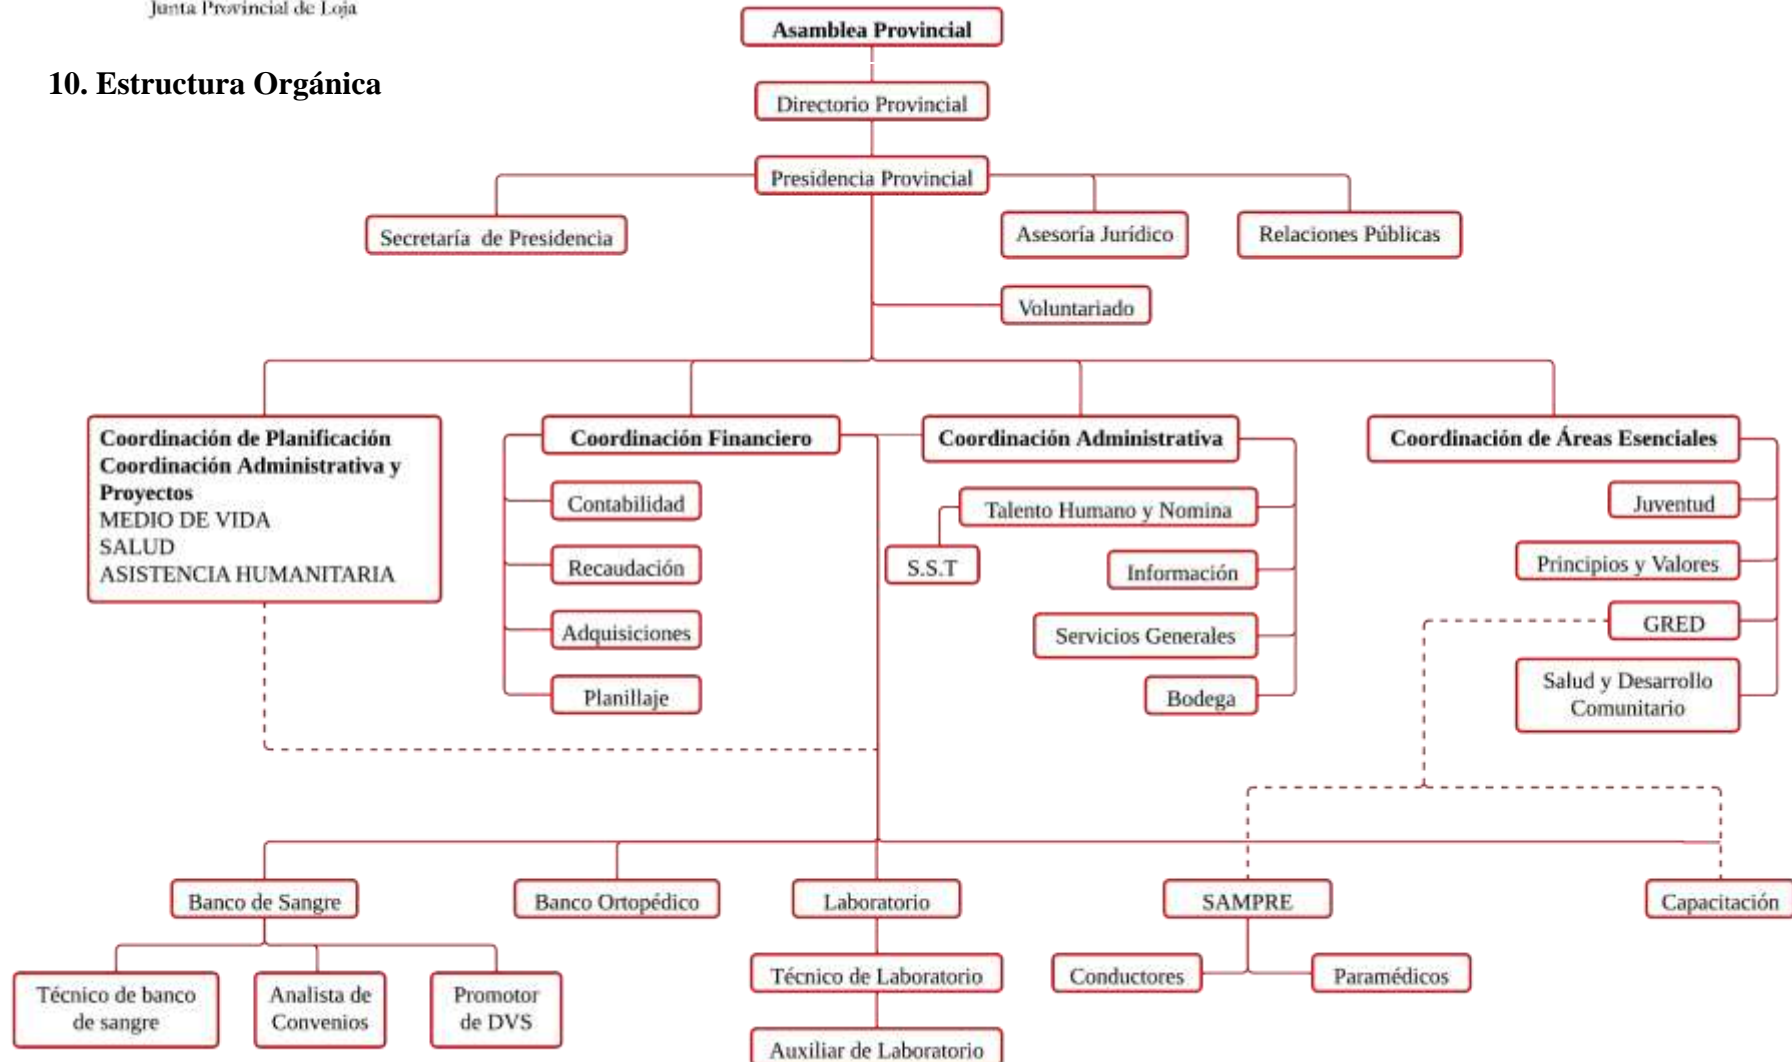 Junta Provincial de Loja
10. Estructura Orgánica
Asamblea Provincial
Directorio Provincial
Presidencia Provincial
Secretaría de Presidencia
Asesoría Jurídico
Relaciones Públicas
Voluntariado
Coordinación de Planificación
Coordinación Administrativa y
Proyectos
MEDIO DE VIDA
SALUD
ASISTENCIA HUMANITARIA
Coordinación Financiero
Contabilidad
Recaudación
Adquisiciones
Planillaje
Coordinación Administrativa
Talento Humano y Nomina
S.S.T
Información
Servicios Generales
Bodega
Coordinación de Áreas Esenciales
Juventud
Principios y Valores
GRED
Salud y Desarrollo
Comunitario
Banco de Sangre
Banco Ortopédico
Laboratorio
SAMPRE
Capacitación
Técnico de banco
de sangre
Analista de
Convenios
Promotor
de DVS
Técnico de Laboratorio
Conductores
Paramédicos
Auxiliar de Laboratorio